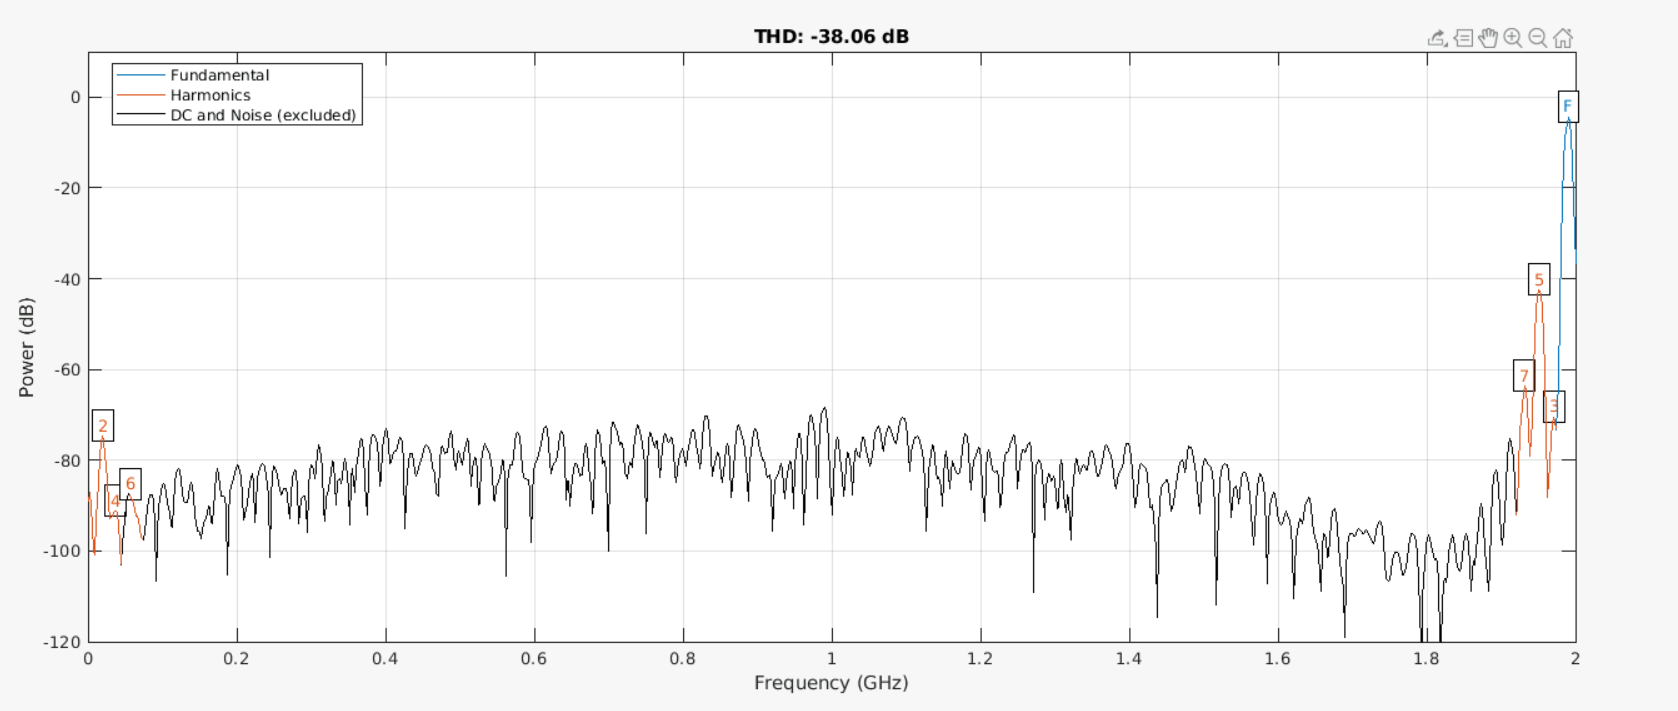 THD: -38.06 dB
Fundamental
Harmonics
DC and Noise (excluded)
F
5
7
3
2
4
6
0
-20
-40
-60
-80
-100
-120
Power (dB)
0 0.2 0.4 0.6 0.8 1 1.2 1.4 1.6 1.8 2
Frequency (GHz)